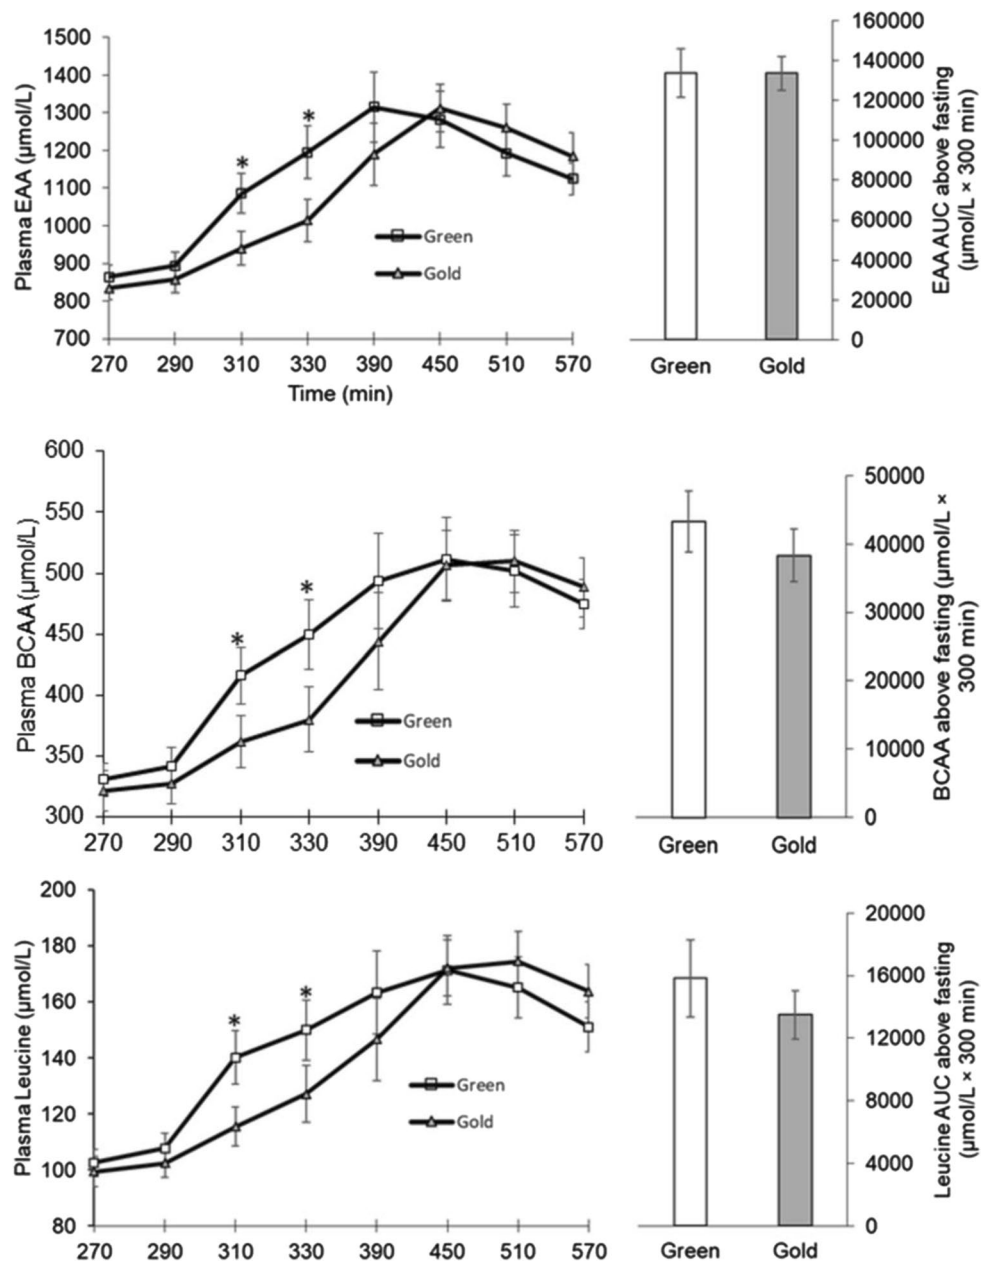 1500
1400
1300
1200
1100
1000
900
800
700
Plasma EAA (µmol/L)
*
*
Green
Gold
270 290 310 330 390 450 510 570
Time (min)
160000
140000
120000
100000
80000
60000
40000
20000
0
EAA AUC above fasting
(µmol/L × 300 min)
Green Gold
600
550
500
450
400
350
300
Plasma BCAA (µmol/L)
*
*
Green
Gold
270 290 310 330 390 450 510 570
50000
40000
30000
20000
10000
0
BCAA above fasting (µmol/L ×
300 min)
Green Gold
200
180
160
140
120
100
80
Plasma Leucine (µmol/L)
*
*
Green
Gold
270 290 310 330 390 450 510 570
20000
16000
12000
8000
4000
0
Leucine AUC above fasting
(µmol/L × 300 min)
Green Gold